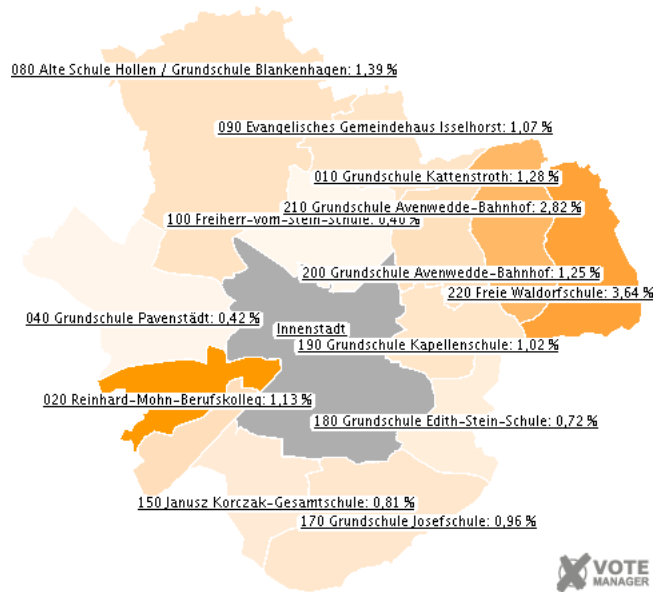 080 Alte Schule Hollen / Grundschule Blankenhagen: 1,39 %
090 Evangelisches Gemeindehaus Isselhorst: 1,07 %
010 Grundschule Kattenstroth: 1,28 %
210 Grundschule Avenwedde-Bahnhof: 2,82 %
100 Freiherr-vom-Stein-Schule: 0,40 %
200 Grundschule Avenwedde-Bahnhof: 1,25 %
220 Freie Waldorfschule: 3,64 %
040 Grundschule Pavenstädt: 0,42 %
Innenstadt
190 Grundschule Kapellenschule: 1,02 %
020 Reinhard-Mohn-Berufskolleg: 1,13 %
180 Grundschule Edith-Stein-Schule: 0,72 %
150 Janusz Korczak-Gesamtschule: 0,81 %
170 Grundschule Josefschule: 0,96 %
VOTE
MANAGER